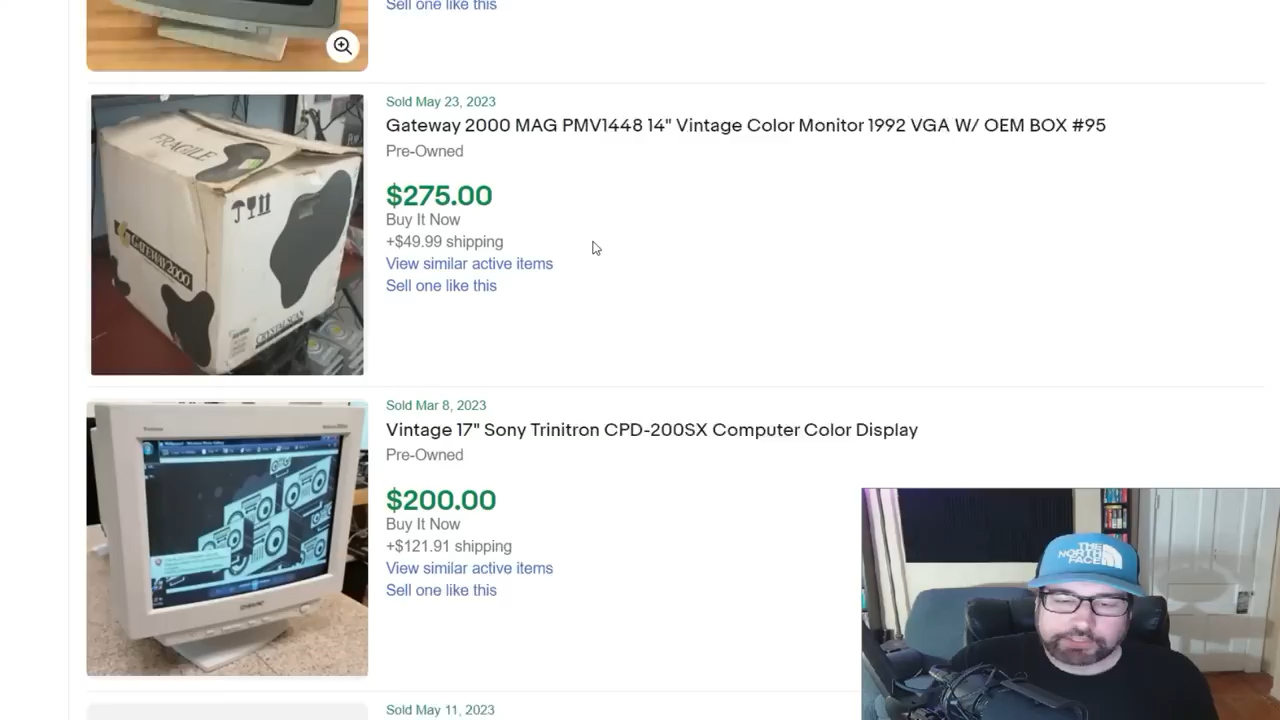 Sell one like this
Sold May 23, 2023
Gateway 2000 MAG PMV1448 14" Vintage Color Monitor 1992 VGA W/ OEM BOX #95
Pre-Owned
$275.00
Buy It Now
+$49.99 shipping
View similar active items
Sell one like this
FRAGILE
GATEWAY 2000
CRYSTALSCAN
Sold Mar 8, 2023
Vintage 17" Sony Trinitron CPD-200SX Computer Color Display
Pre-Owned
$200.00
Buy It Now
+$121.91 shipping
View similar active items
Sell one like this
THE
NORTH
FACE
Sold May 11, 2023